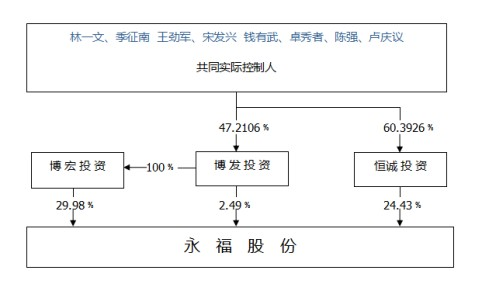 林一文、季征南 王劲军、宋发兴 钱有武、卓秀者、陈强、卢庆议
共同实际控制人
47.2106 % 60.3926 %
博宏投资 100 % 博发投资 恒诚投资
29.98 % 2.49 % 24.43 %
永福股份